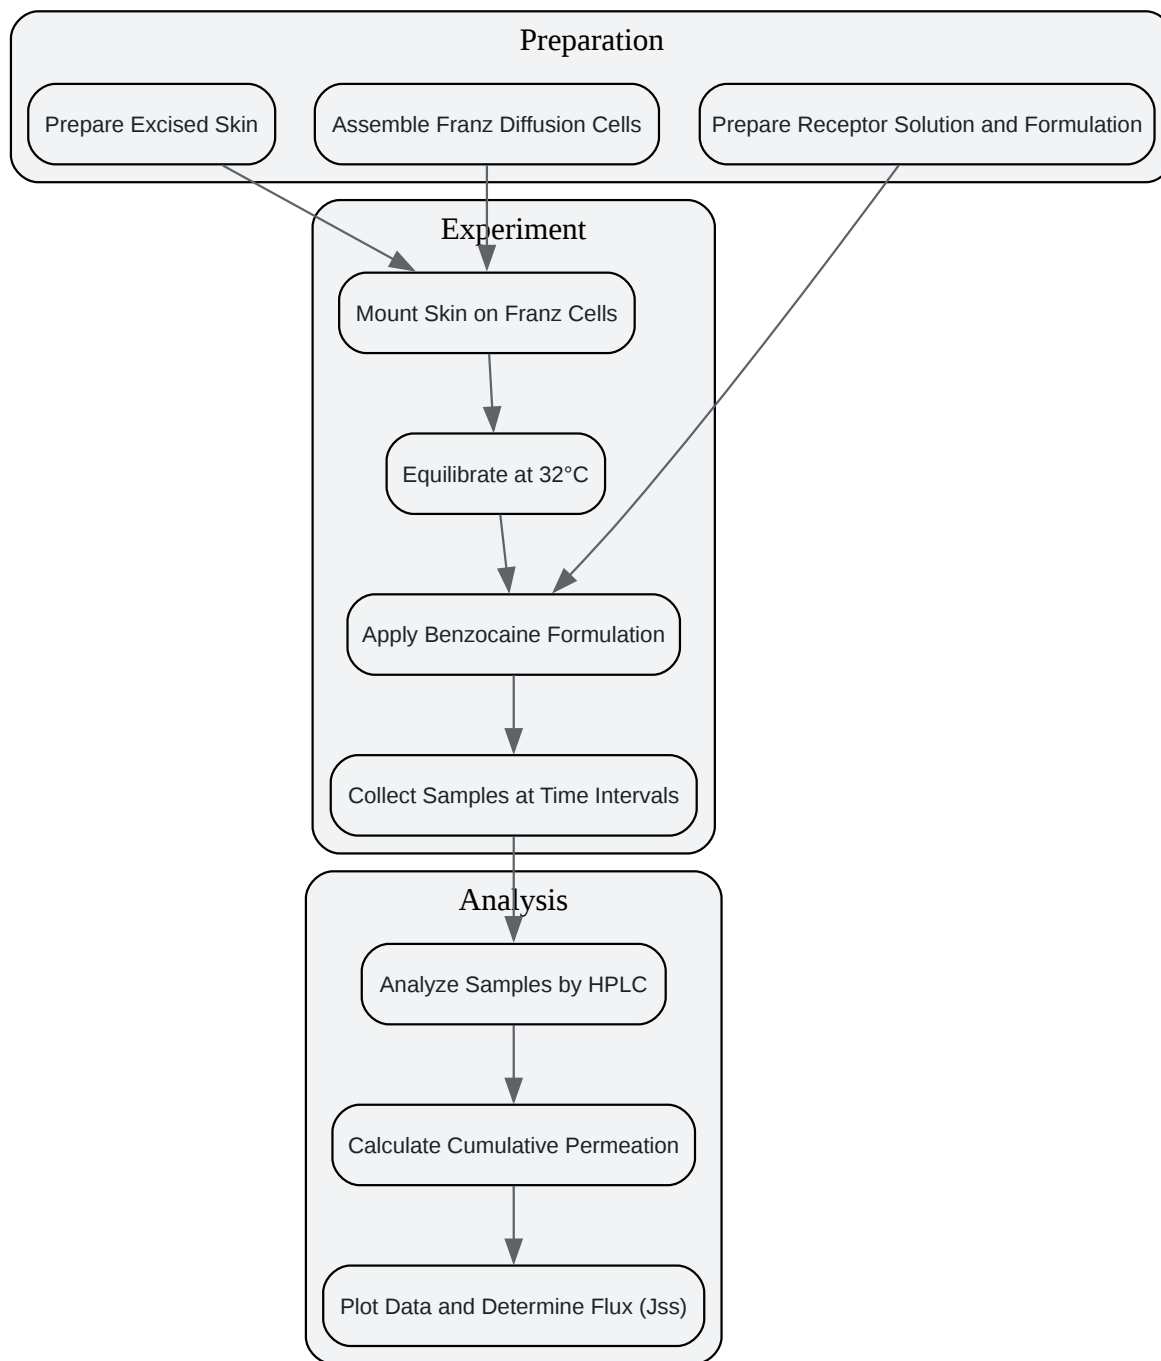 Preparation
Prepare Excised Skin
Assemble Franz Diffusion Cells
Prepare Receptor Solution and Formulation
Experiment
Mount Skin on Franz Cells
Equilibrate at 32°C
Apply Benzocaine Formulation
Collect Samples at Time Intervals
Analysis
Analyze Samples by HPLC
Calculate Cumulative Permeation
Plot Data and Determine Flux (Jss)